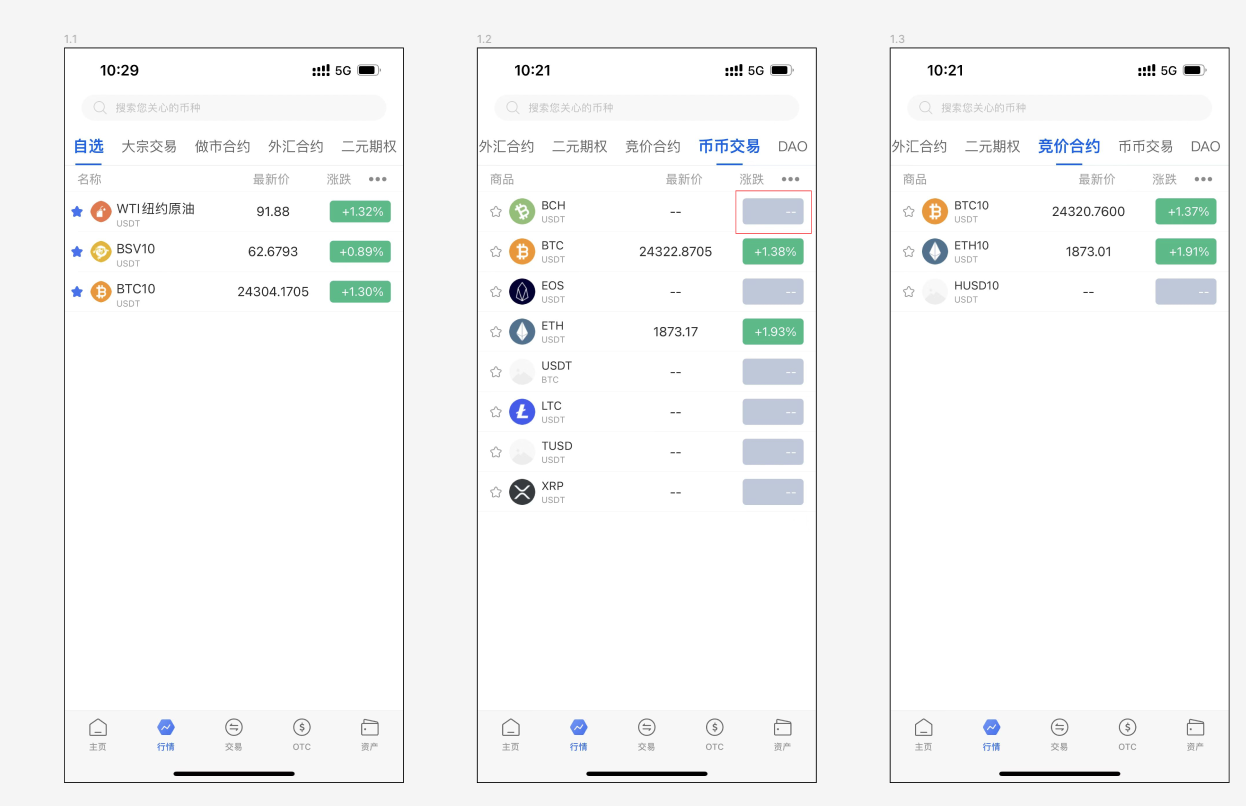 1.1
10:29
5G
搜索您关心的币种
自选 大宗交易 做市合约 外汇合约 二元期权
名称 最新价 涨跌 •••
WTI纽约原油 91.88 +1.32%
USDT
BSV10 62.6793 +0.89%
USDT
BTC10 24304.1705 +1.30%
USDT
主页 行情 交易 OTC 资产
1.2
10:21
5G
搜索您关心的币种
外汇合约 二元期权 竞价合约 币币交易 DAO
商品 最新价 涨跌 •••
BCH -- --
USDT
BTC 24322.8705 +1.38%
USDT
EOS -- --
USDT
ETH 1873.17 +1.93%
USDT
USDT -- --
BTC
LTC -- --
USDT
TUSD -- --
USDT
XRP -- --
USDT
主页 行情 交易 OTC 资产
1.3
10:21
5G
搜索您关心的币种
外汇合约 二元期权 竞价合约 币币交易 DAO
商品 最新价 涨跌 •••
BTC10 24320.7600 +1.37%
USDT
ETH10 1873.01 +1.91%
USDT
HUSD10 -- --
USDT
主页 行情 交易 OTC 资产